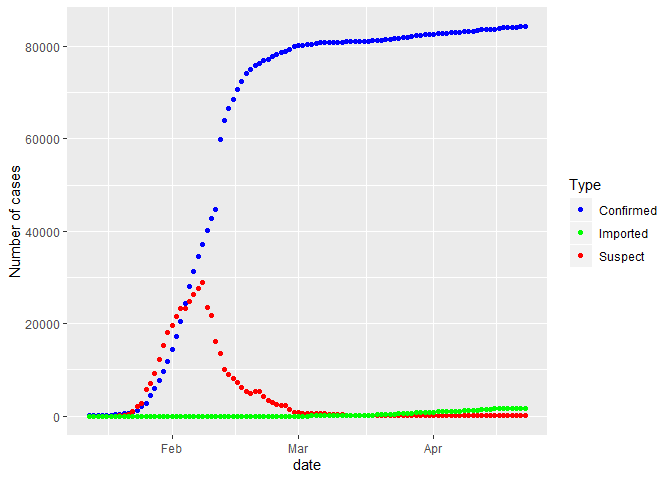 80000
60000
40000
20000
0
Number of cases
Feb
Mar
Apr
date
Type
Confirmed
Imported
Suspect